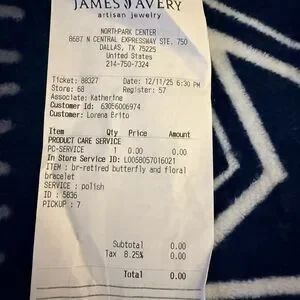 JAMES AVERY
artisan jewelry
NORTHPARK CENTER
8687 N CENTRAL EXPRESSWAY STE. 750
DALLAS, TX 75225
United States
214-750-7324
Ticket: 88327 Date: 12/11/25 6:30 PM
Store: 68 Register: 57
Associate: Katherine
Customer Id: 63056006974
Customer: Lorena Brito
Item Qty Price Amount
PRODUCT CARE SERVICE
PC-SERVICE 1 0.00 0.00
In Store Service ID: L0058057016021
ITEM : br-retired butterfly and floral
bracelet
SERVICE : polish
ID : 5836
PICKUP : 7
Subtotal 0.00
Tax 8.25% 0.00
Total 0.00